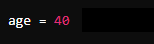 age = 40